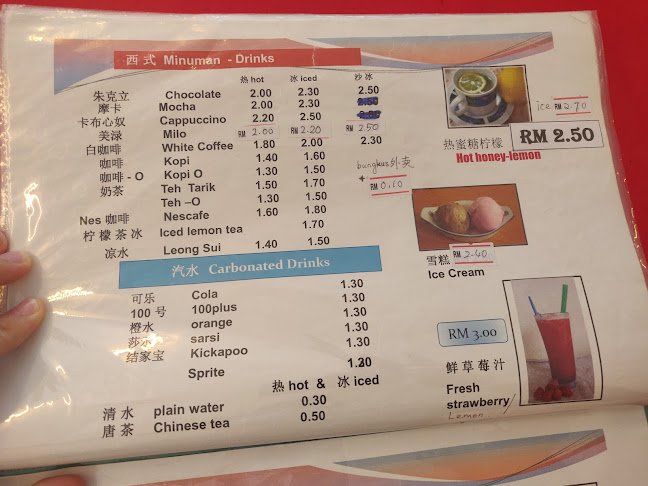 西式 Minuman - Drinks
热 hot 冰 iced 沙冰
朱克立 Chocolate 2.00 2.30 2.50
摩卡 Mocha 2.00 2.30
卡布心奴 Cappuccino 2.20 2.50
美渌 Milo RM 2.00 RM 2.20 RM 2.50
白咖啡 White Coffee 1.80 2.00 2.30
咖啡 Kopi 1.40 1.60
咖啡-O Kopi O 1.30 1.50
奶茶 Teh Tarik 1.50 1.70
Teh –O 1.30 1.50
Nes 咖啡 Nescafe 1.60 1.80
柠檬茶冰 Iced lemon tea 1.70
凉水 Leong Sui 1.40 1.50
bungkus外卖
+ RM 0.10
汽水 Carbonated Drinks
可乐 Cola 1.30
100号 100plus 1.30
橙水 orange 1.30
莎示 sarsi 1.30
结家宝 Kickapoo 1.30
Sprite 1.20
热 hot & 冰 iced
清水 plain water 0.30
唐茶 Chinese tea 0.50
ice RM 2.70
RM 2.50
热蜜糖柠檬
Hot honey-lemon
雪糕 RM 2.40
Ice Cream
RM 3.00
鲜草莓汁
Fresh
strawberry/
Lemon